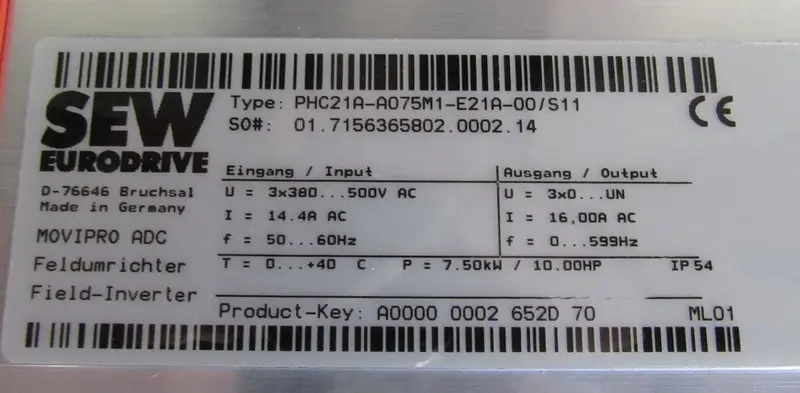 SEW
EURODRIVE
Type: PHC21A-A075M1-E21A-00/S11
SO#: 01.7156365802.0002.14
CE
D-76646 Bruchsal
Made in Germany
MOVIPRO ADC
Feldumrichter
Field-Inverter
Eingang / Input
U = 3x380...500V AC
I = 14.4A AC
f = 50...60Hz
Ausgang / Output
U = 3x0...UN
I = 16,00A AC
f = 0...599Hz
T = 0...+40 C P = 7.50kW / 10.00HP IP54
Product-Key: A0000 0002 652D 70 ML01